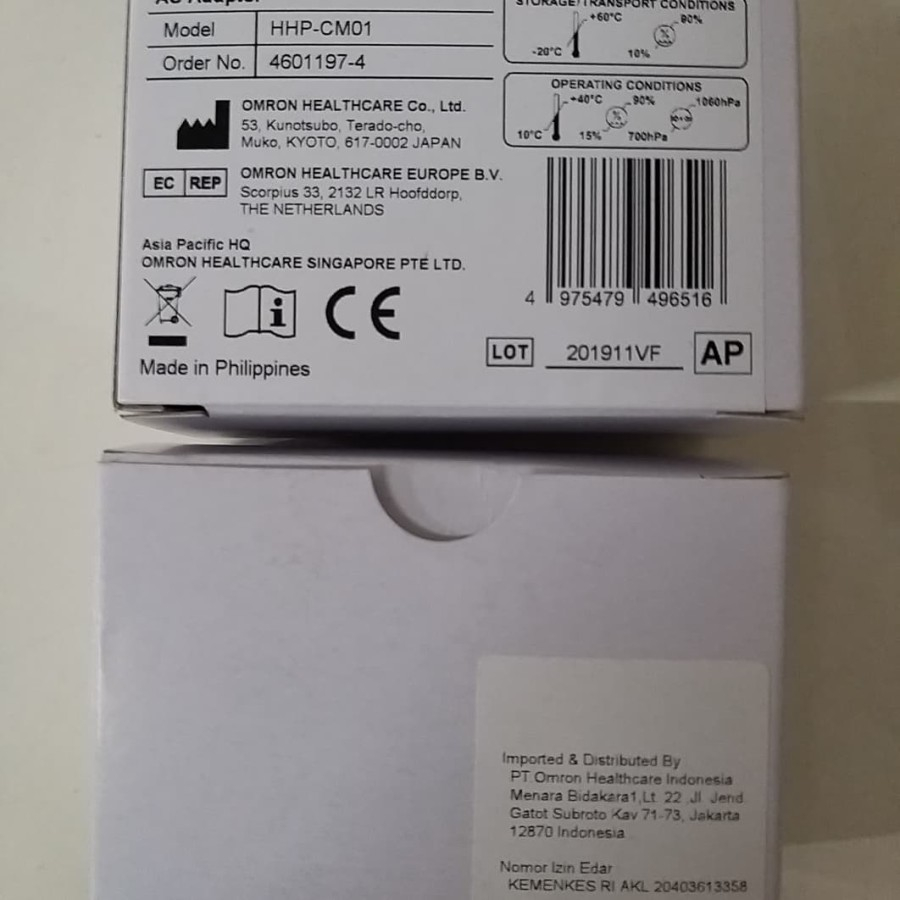 AC Adapter
Model HHP-CM01
Order No. 4601197-4
OMRON HEALTHCARE Co., Ltd.
53, Kunotsubo, Terado-cho,
Muko, KYOTO, 617-0002 JAPAN
EC REP
OMRON HEALTHCARE EUROPE B.V.
Scorpius 33, 2132 LR Hoofddorp,
THE NETHERLANDS
Asia Pacific HQ
OMRON HEALTHCARE SINGAPORE PTE LTD.
CE
Made in Philippines
STORAGE/TRANSPORT CONDITIONS
+60°C 90%
-20°C 10%
OPERATING CONDITIONS
+40°C 90% 1060hPa
10°C 15% 700hPa
4 975479 496516
LOT 201911VF AP
Imported & Distributed By
PT Omron Healthcare Indonesia
Menara Bidakara1,Lt. 22 Jl. Jend.
Gatot Subroto Kav 71-73, Jakarta
12870 Indonesia
Nomor Izin Edar
KEMENKES RI AKL 20403613358